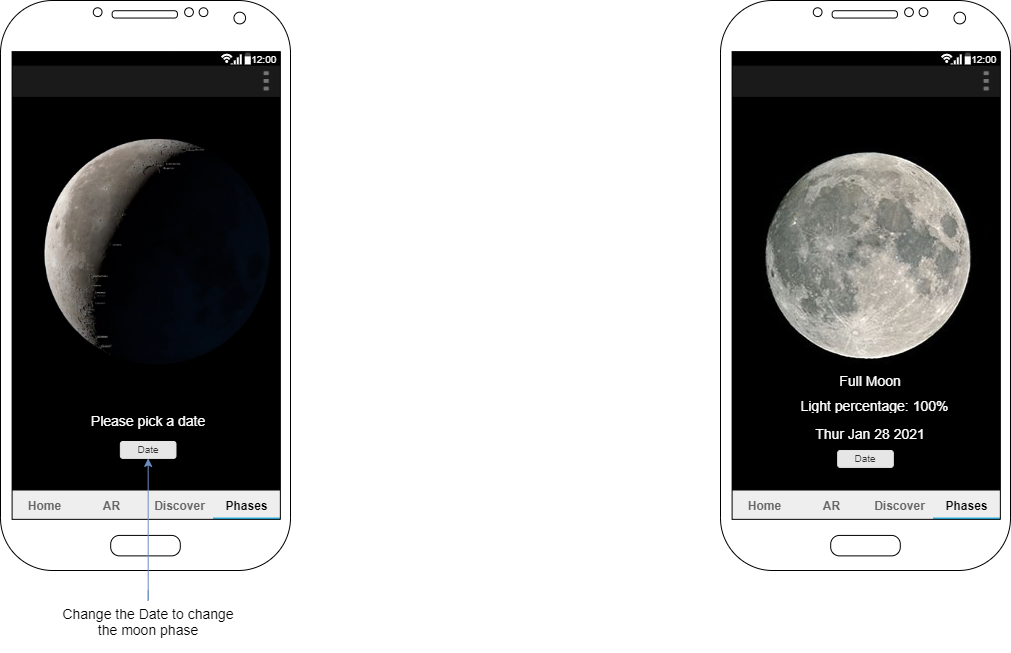 12:00
Please pick a date
Date
Home AR Discover Phases
Change the Date to change
the moon phase
12:00
Full Moon
Light percentage: 100%
Thur Jan 28 2021
Date
Home AR Discover Phases